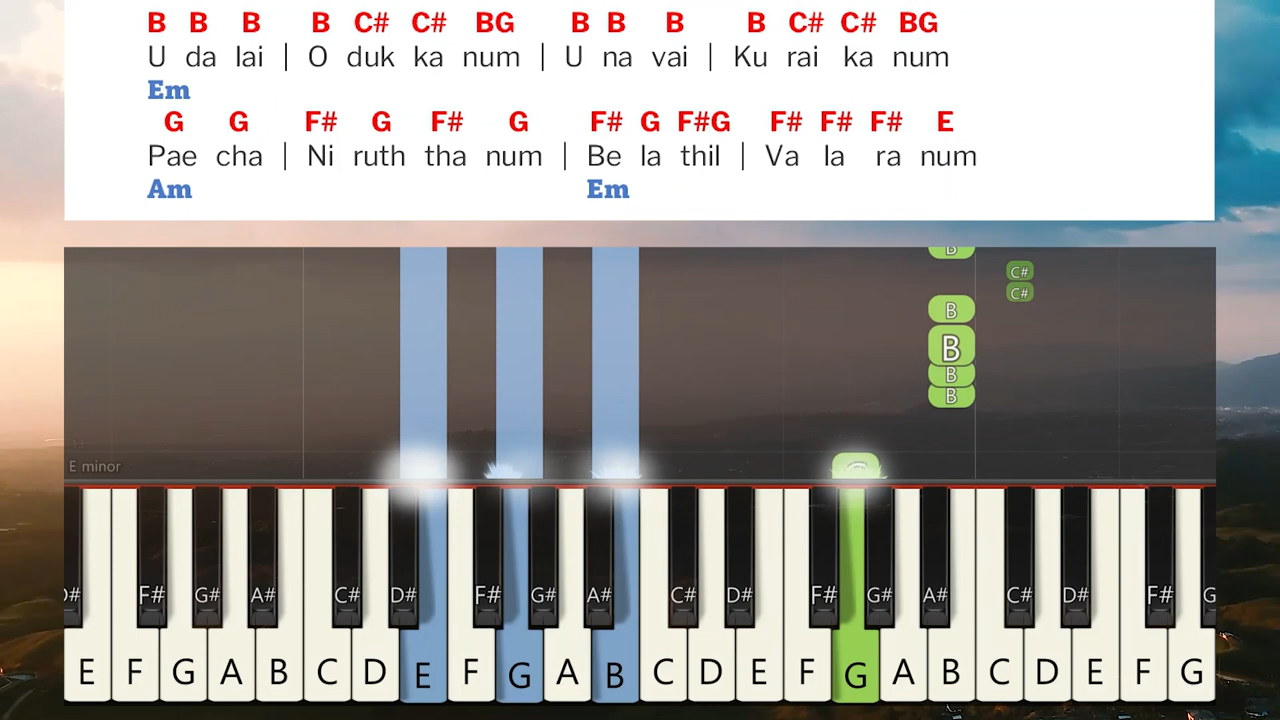 B B B B C# C# BG B B B B C# C# BG
U da lai | O duk ka num | U na vai | Ku rai ka num
Em
G G F# G F# G F# G F#G F# F# F# E
Pae cha | Ni ruth tha num | Be la thil | Va la ra num
Am Em
B
C#
C#
B
B
B
B
E minor
G
D# F# G# A# C# D# F# G# A# C# D# F# G# A# C# D# F# G
E F G A B C D E F G A B C D E F G A B C D E F G